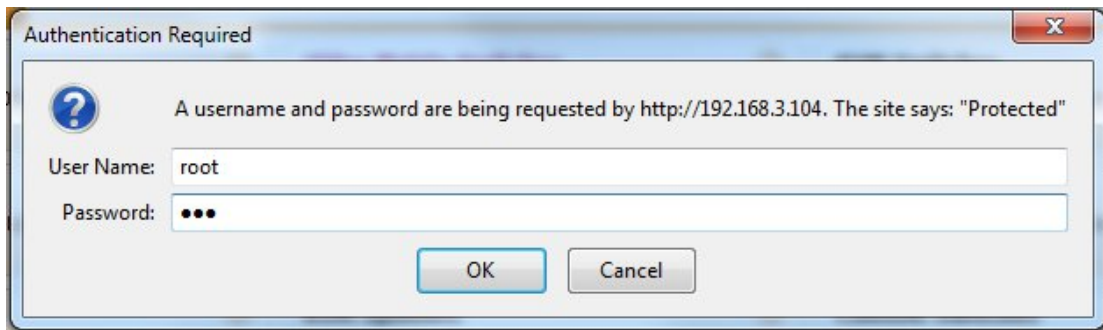 Authentication Required
A username and password are being requested by http://192.168.3.104. The site says: "Protected"
User Name: root
Password: •••
OK Cancel